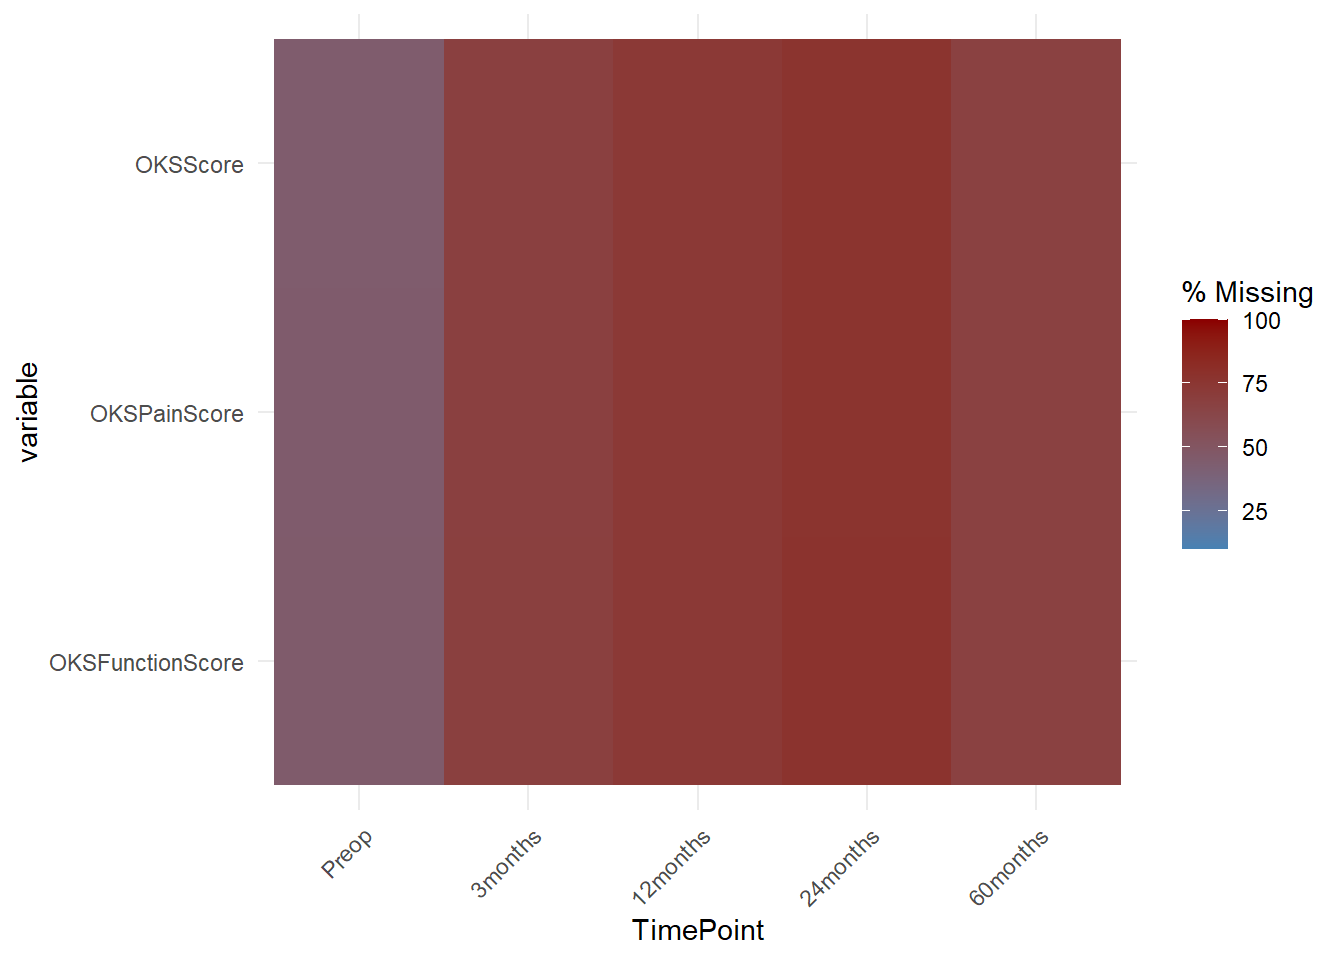 OKSScore
OKSPainScore
OKSFunctionScore
variable
Preop
3months
12months
24months
60months
TimePoint
% Missing
100
75
50
25